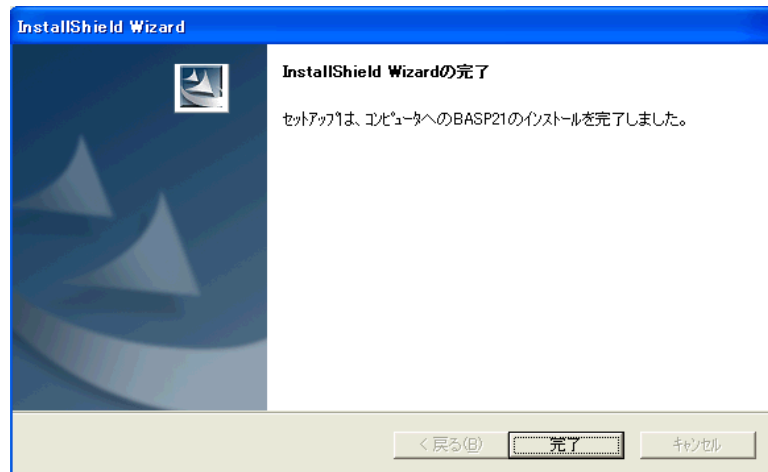 InstallShield Wizard
InstallShield Wizardの完了
ｾｯﾄｱｯﾌﾟは、ｺﾝﾋﾟｭｰﾀへのBASP21のｲﾝｽﾄｰﾙを完了しました。
< 戻る(B)
完了
ｷｬﾝｾﾙ